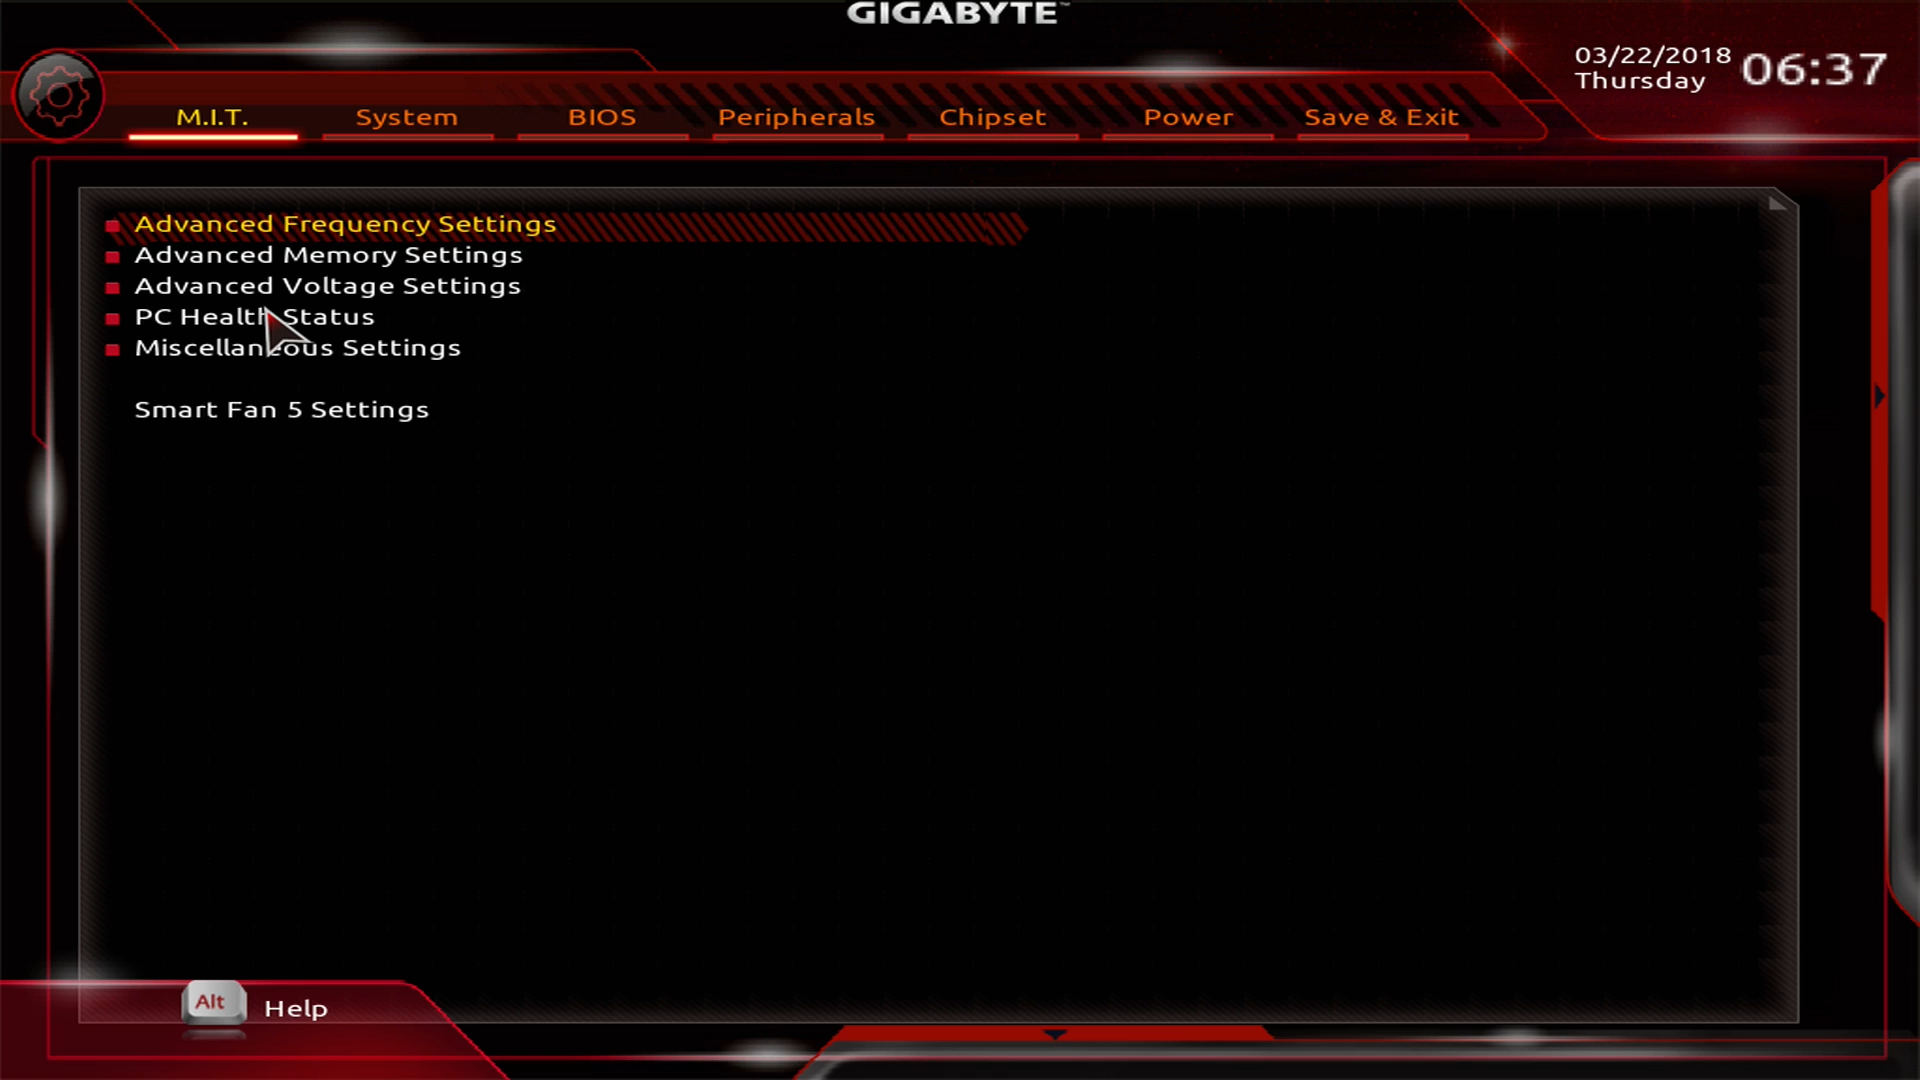 GIGABYTE™
03/22/2018
Thursday
06:37
M.I.T. System BIOS Peripherals Chipset Power Save & Exit
Advanced Frequency Settings
Advanced Memory Settings
Advanced Voltage Settings
PC Health Status
Miscellaneous Settings
Smart Fan 5 Settings
Alt Help